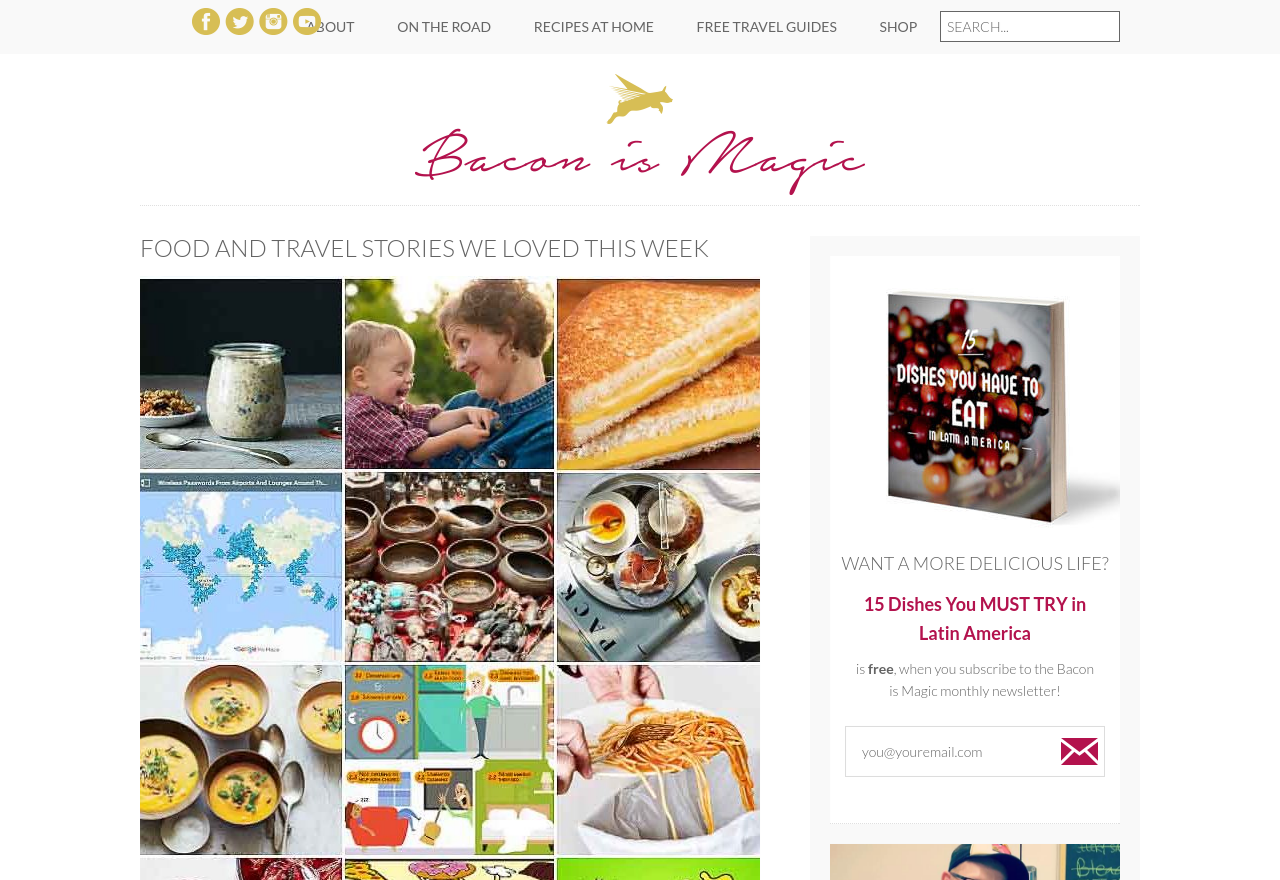 ABOUT
ON THE ROAD
RECIPES AT HOME
FREE TRAVEL GUIDES
SHOP
SEARCH...
Bacon is Magic
FOOD AND TRAVEL STORIES WE LOVED THIS WEEK
Wireless Passwords From Airports And Lounges Around Th...
15
DISHES YOU HAVE TO
EAT
IN LATIN AMERICA
WANT A MORE DELICIOUS LIFE?
15 Dishes You MUST TRY in
Latin America
is free, when you subscribe to the Bacon
is Magic monthly newsletter!
you@youremail.com